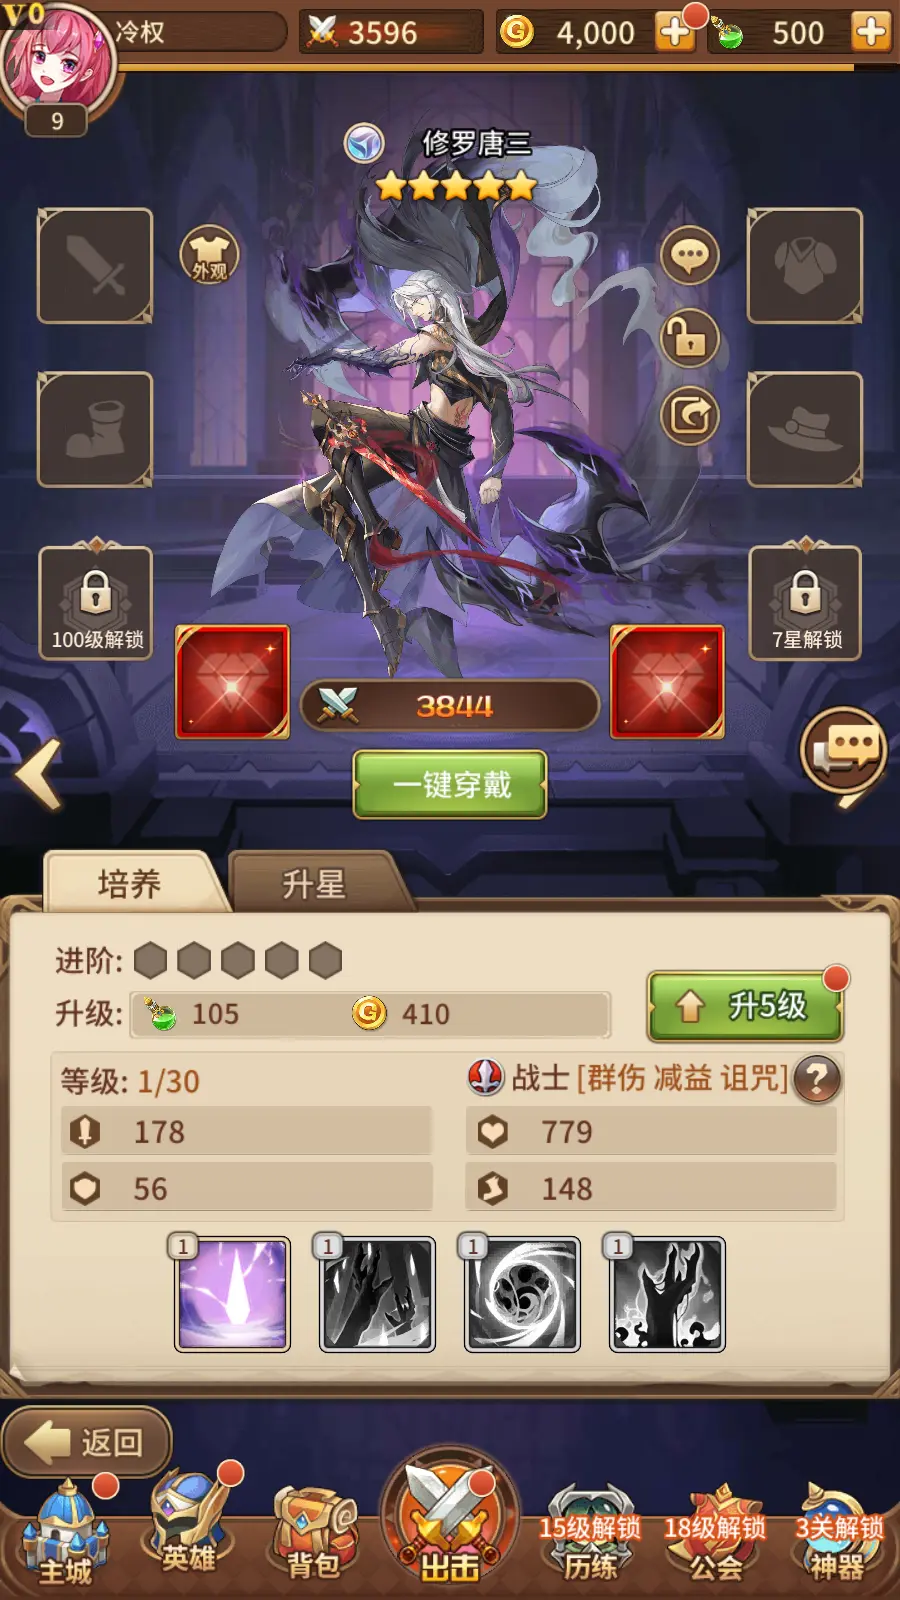 V0
冷权
3596
4,000
500
9
修罗唐三
外观
100级解锁
7星解锁
3844
一键穿戴
培养
升星
进阶:
升级: 105 410
升5级
等级: 1/30
战士 [群伤 减益 诅咒]
?
178
779
56
148
1
1
1
1
返回
15级解锁
18级解锁
3关解锁
主城
英雄
背包
出击
历练
公会
神器